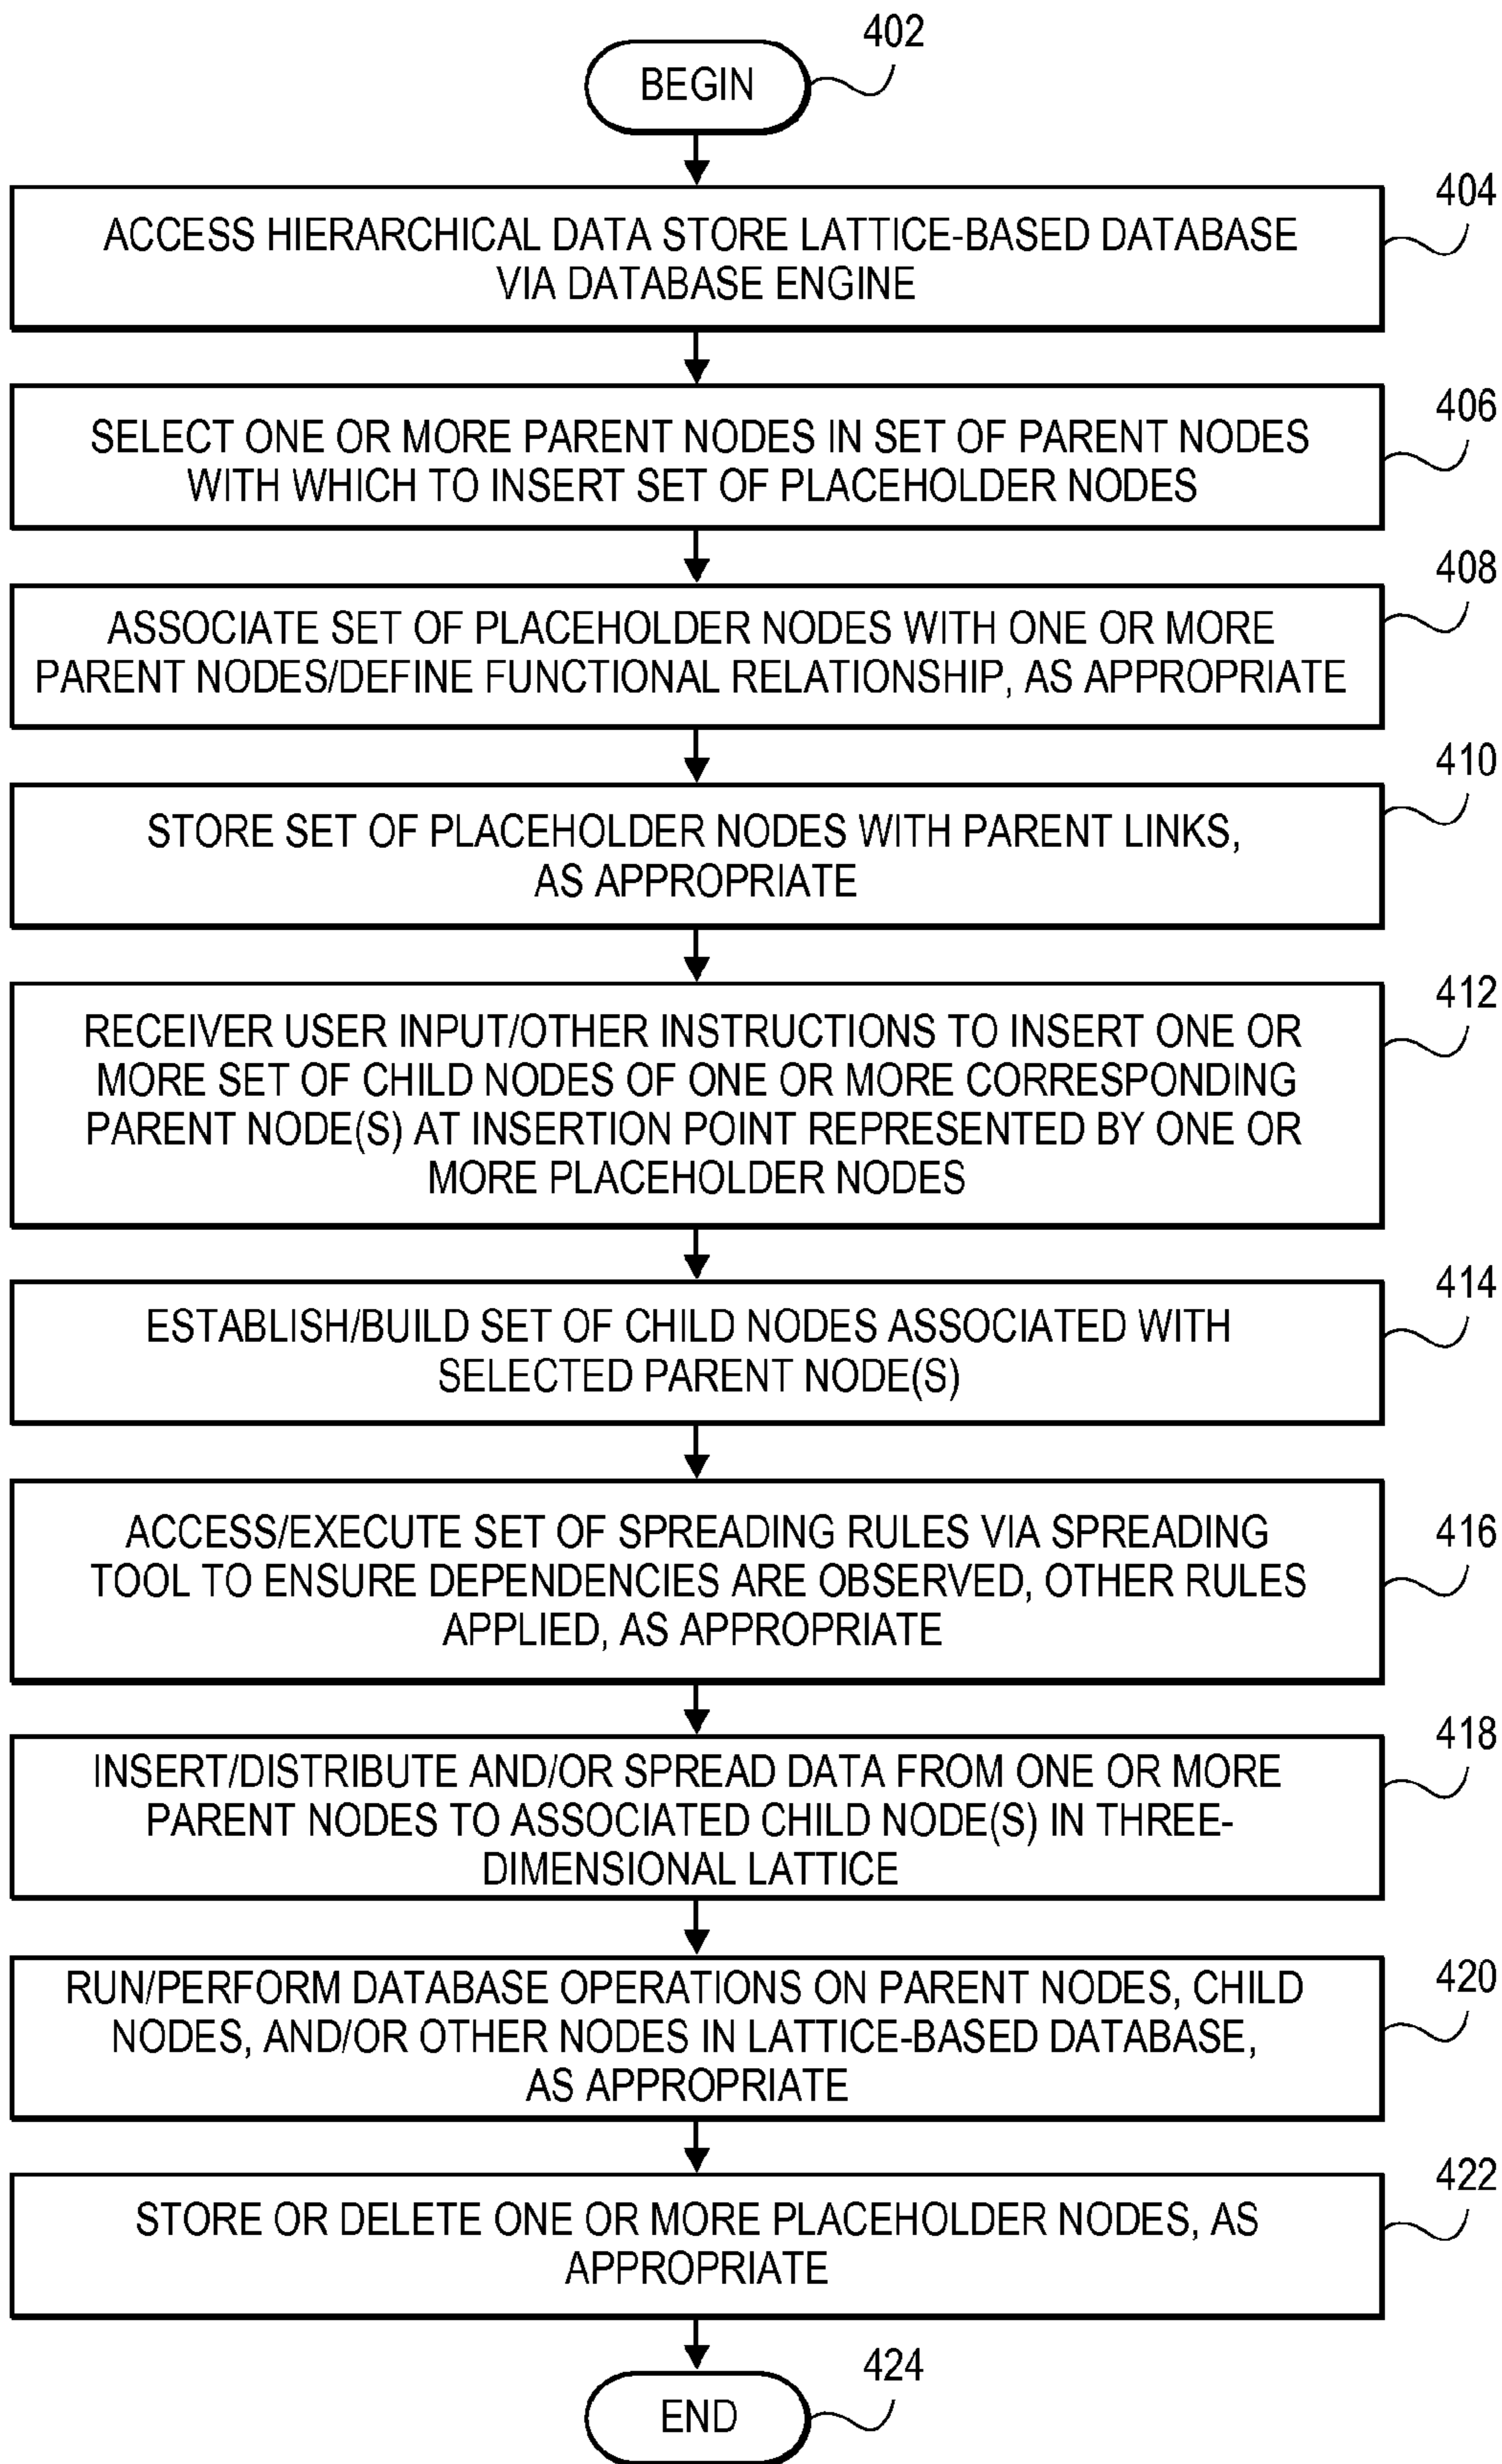 402
BEGIN
404
ACCESS HIERARCHICAL DATA STORE LATTICE-BASED DATABASE
VIA DATABASE ENGINE
406
SELECT ONE OR MORE PARENT NODES IN SET OF PARENT NODES
WITH WHICH TO INSERT SET OF PLACEHOLDER NODES
408
ASSOCIATE SET OF PLACEHOLDER NODES WITH ONE OR MORE
PARENT NODES/DEFINE FUNCTIONAL RELATIONSHIP, AS APPROPRIATE
410
STORE SET OF PLACEHOLDER NODES WITH PARENT LINKS,
AS APPROPRIATE
412
RECEIVER USER INPUT/OTHER INSTRUCTIONS TO INSERT ONE OR
MORE SET OF CHILD NODES OF ONE OR MORE CORRESPONDING
PARENT NODE(S) AT INSERTION POINT REPRESENTED BY ONE OR
MORE PLACEHOLDER NODES
414
ESTABLISH/BUILD SET OF CHILD NODES ASSOCIATED WITH
SELECTED PARENT NODE(S)
416
ACCESS/EXECUTE SET OF SPREADING RULES VIA SPREADING
TOOL TO ENSURE DEPENDENCIES ARE OBSERVED, OTHER RULES
APPLIED, AS APPROPRIATE
418
INSERT/DISTRIBUTE AND/OR SPREAD DATA FROM ONE OR MORE
PARENT NODES TO ASSOCIATED CHILD NODE(S) IN THREE-
DIMENSIONAL LATTICE
420
RUN/PERFORM DATABASE OPERATIONS ON PARENT NODES, CHILD
NODES, AND/OR OTHER NODES IN LATTICE-BASED DATABASE,
AS APPROPRIATE
422
STORE OR DELETE ONE OR MORE PLACEHOLDER NODES, AS
APPROPRIATE
424
END